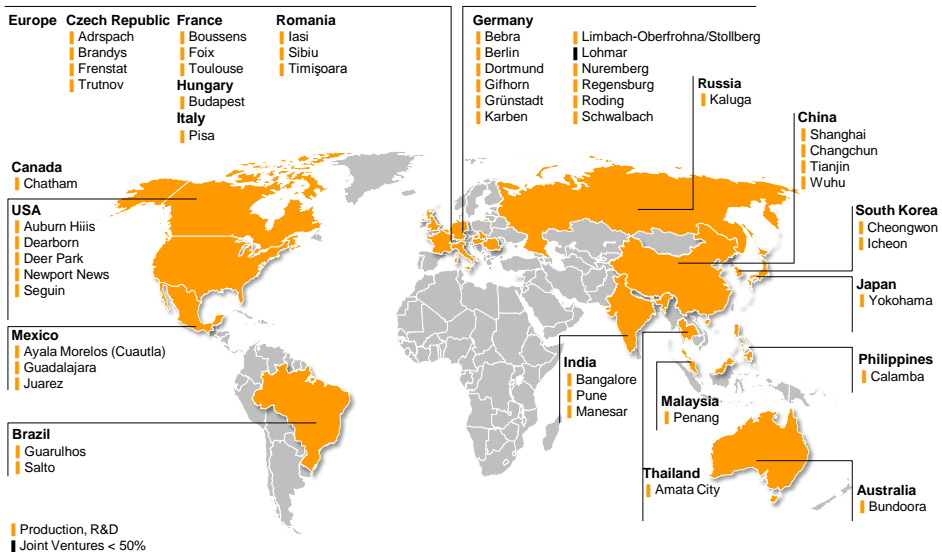 Europe
Czech Republic
Adrspach
Brandys
Frenstat
Trutnov
France
Boussens
Foix
Toulouse
Hungary
Budapest
Italy
Pisa
Romania
Iasi
Sibiu
Timişoara
Germany
Bebra
Berlin
Dortmund
Gifhorn
Grünstadt
Karben
Limbach-Oberfrohna/Stollberg
Lohmar
Nuremberg
Regensburg
Roding
Schwalbach
Russia
Kaluga
China
Shanghai
Changchun
Tianjin
Wuhu
Canada
Chatham
USA
Auburn Hiiis
Dearborn
Deer Park
Newport News
Seguin
South Korea
Cheongwon
Icheon
Japan
Yokohama
Mexico
Ayala Morelos (Cuautla)
Guadalajara
Juarez
India
Bangalore
Pune
Manesar
Philippines
Calamba
Malaysia
Penang
Brazil
Guarulhos
Salto
Thailand
Amata City
Australia
Bundoora
Production, R&D
Joint Ventures < 50%